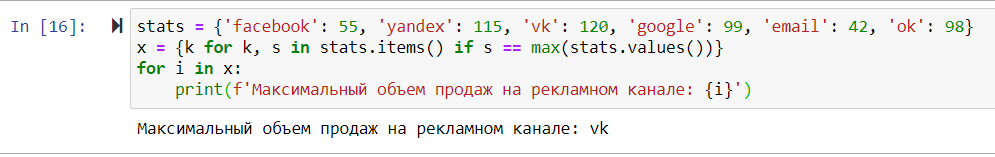 In [16]:
stats = {'facebook': 55, 'yandex': 115, 'vk': 120, 'google': 99, 'email': 42, 'ok': 98}
x = {k for k, s in stats.items() if s == max(stats.values())}
for i in x:
    print(f'Максимальный объем продаж на рекламном канале: {i}')
Максимальный объем продаж на рекламном канале: vk